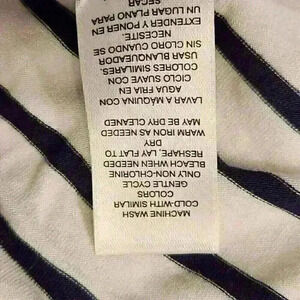 MACHINE WASH
COLD-WITH SIMILAR
COLORS
GENTLE CYCLE
ONLY NON-CHLORINE
BLEACH WHEN NEEDED
RESHAPE, LAY FLAT TO
DRY
WARM IRON AS NEEDED
MAY BE DRY CLEANED
LAVAR A MÁQUINA CON
AGUA FRIA EN
CICLO SUAVE CON
COLORES SIMILARES.
USAR BLANQUEADOR
SIN CLORO CUANDO SE
NECESITE.
EXTENDER Y PONER EN
UN LUGAR PLANO PARA
SECAR